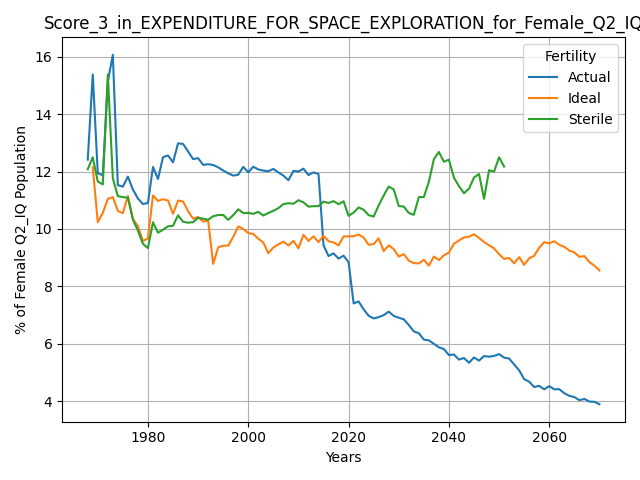 Score_3_in_EXPENDITURE_FOR_SPACE_EXPLORATION_for_Female_Q2_IQ
Fertility
Actual
Ideal
Sterile
16
14
12
10
8
6
4
% of Female Q2_IQ Population
1980
2000
2020
2040
2060
Years